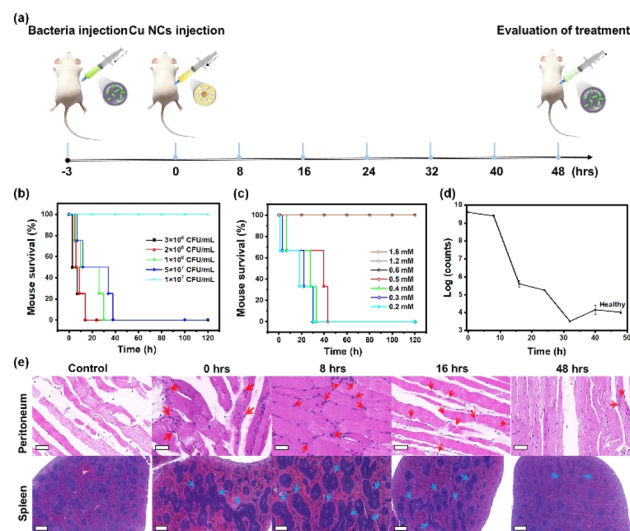 (a)
Bacteria injection Cu NCs injection
Evaluation of treatment
-3 0 8 16 24 32 40 48 (hrs)
(b)
Mouse survival (%)
100
80
60
40
20
0
3×10⁸ CFU/mL
2×10⁸ CFU/mL
1×10⁸ CFU/mL
5×10⁷ CFU/mL
1×10⁷ CFU/mL
0 20 40 60 80 100 120
Time (h)
(c)
Mouse survival (%)
100
80
60
40
20
0
1.8 mM
1.2 mM
0.6 mM
0.5 mM
0.4 mM
0.3 mM
0.2 mM
0 20 40 60 80 100 120
Time (h)
(d)
Log (counts)
10
9
8
7
6
5
4
3
Healthy
0 10 20 30 40 50
Time (h)
(e)
Control 0 hrs 8 hrs 16 hrs 48 hrs
Peritoneum
Spleen